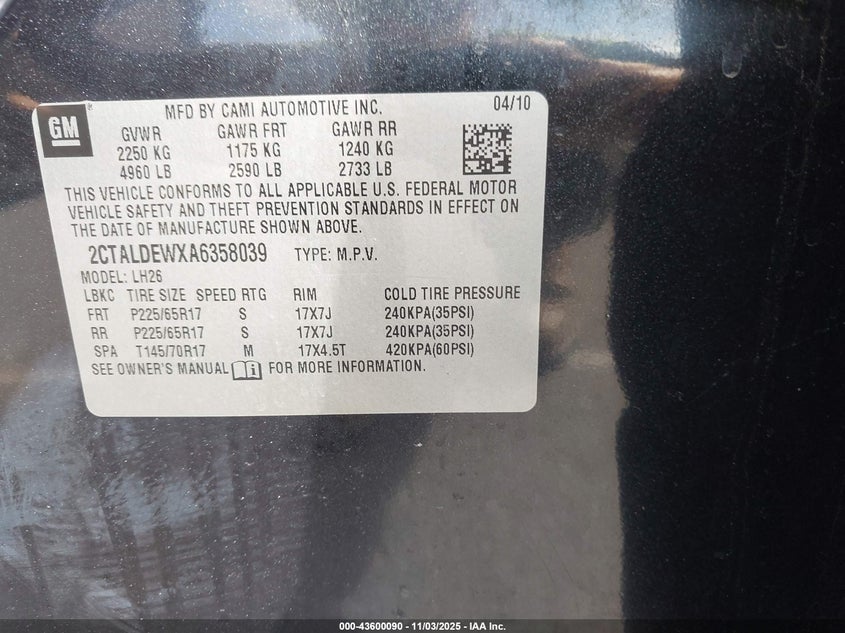 GM
MFD BY CAMI AUTOMOTIVE INC. 04/10
GVWR GAWR FRT GAWR RR
2250 KG 1175 KG 1240 KG
4960 LB 2590 LB 2733 LB
THIS VEHICLE CONFORMS TO ALL APPLICABLE U.S. FEDERAL MOTOR
VEHICLE SAFETY AND THEFT PREVENTION STANDARDS IN EFFECT ON
THE DATE OF MANUFACTURE SHOWN ABOVE.
2CTALDEWXA6358039 TYPE: M.P.V.
MODEL: LH26
LBKC TIRE SIZE SPEED RTG RIM COLD TIRE PRESSURE
FRT P225/65R17 S 17X7J 240KPA(35PSI)
RR P225/65R17 S 17X7J 240KPA(35PSI)
SPA T145/70R17 M 17X4.5T 420KPA(60PSI)
SEE OWNER'S MANUAL FOR MORE INFORMATION.
000-43600090 - 11/03/2025 - IAA Inc.